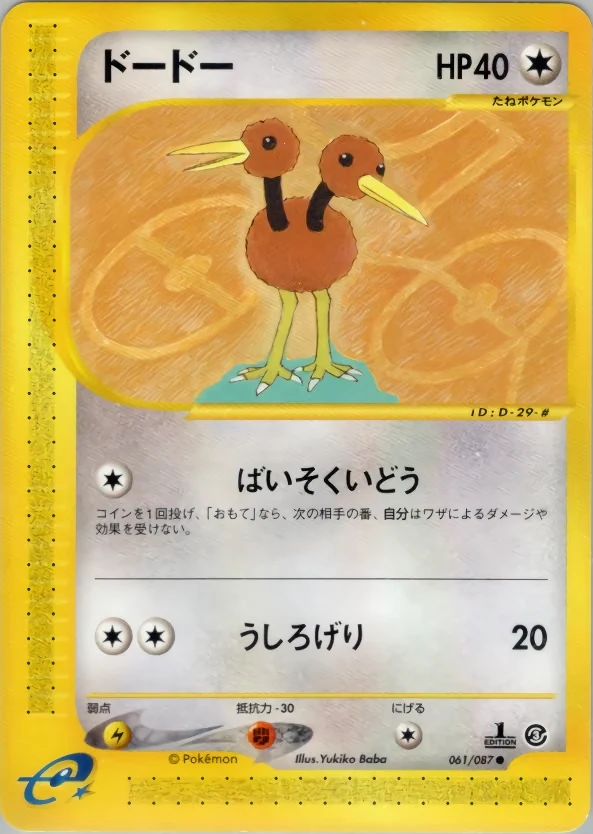 ドードー
HP40
たねポケモン
ID:D-29-#
ばいそくいどう
コインを1回投げ、「おもて」なら、次の相手の番、自分はワザによるダメージや
効果を受けない。
うしろげり 20
弱点 抵抗力-30 にげる
1
EDITION
© Pokémon Illus.Yukiko Baba 061/087
e